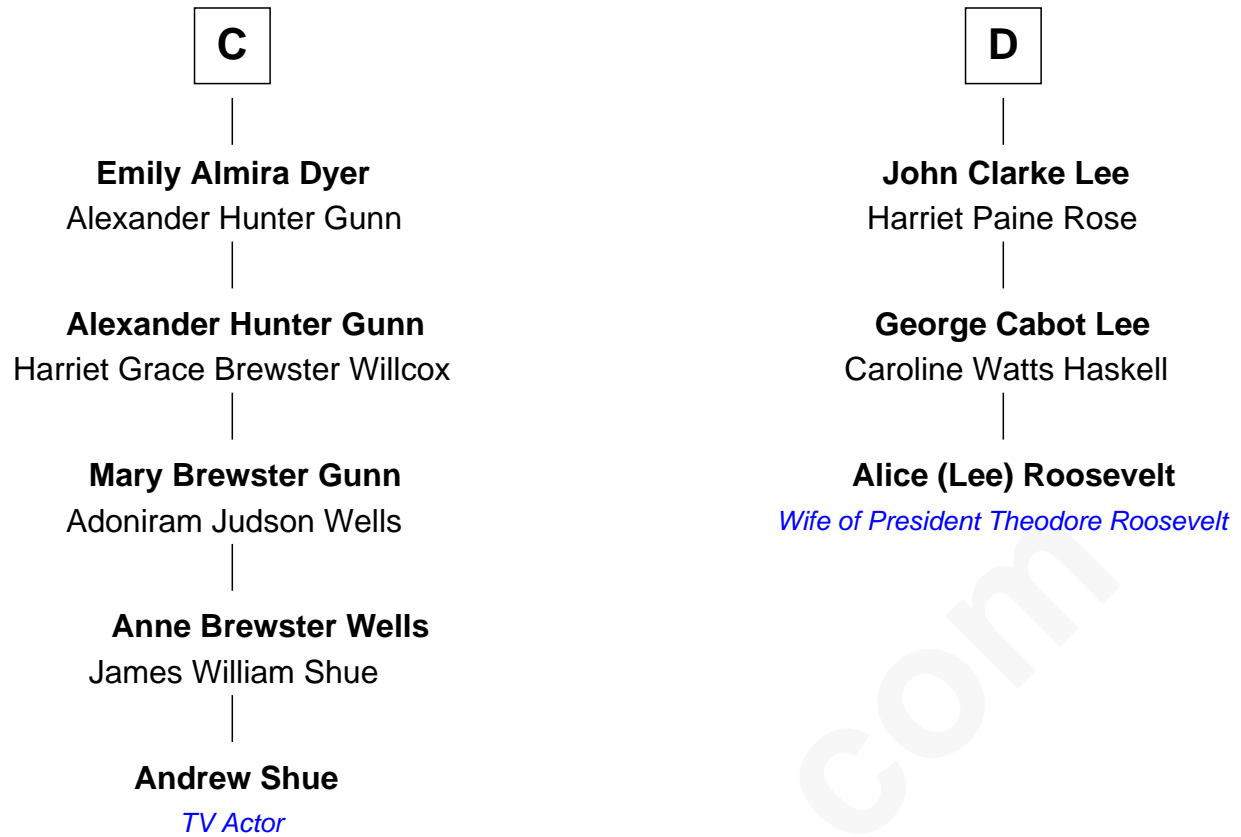 C
Emily Almira Dyer
Alexander Hunter Gunn
Alexander Hunter Gunn
Harriet Grace Brewster Willcox
Mary Brewster Gunn
Adoniram Judson Wells
Anne Brewster Wells
James William Shue
Andrew Shue
TV Actor
D
John Clarke Lee
Harriet Paine Rose
George Cabot Lee
Caroline Watts Haskell
Alice (Lee) Roosevelt
Wife of President Theodore Roosevelt
com